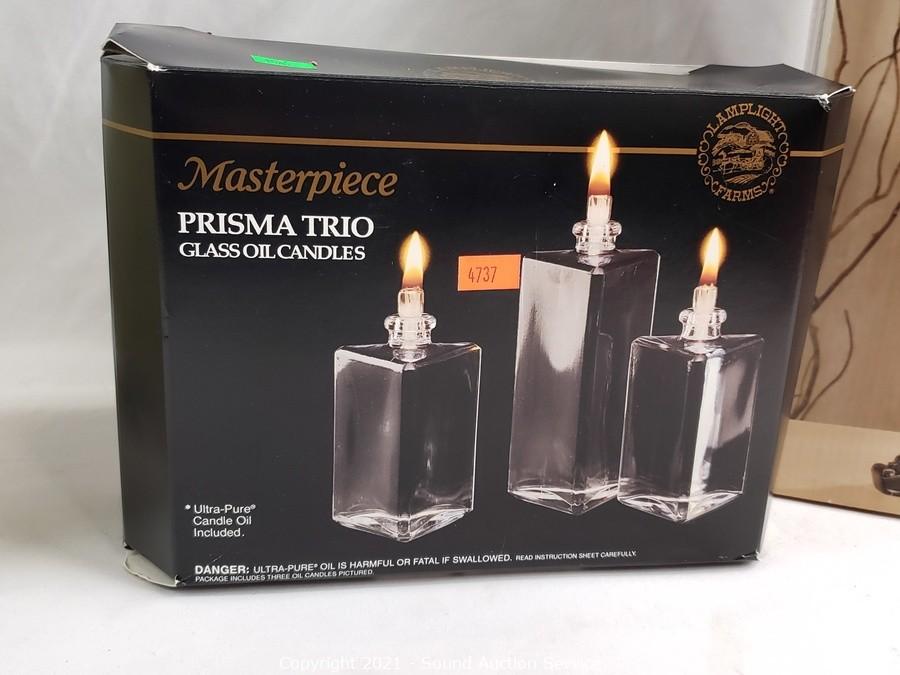 LAMPLIGHT
FARMS®
Masterpiece
PRISMA TRIO
GLASS OIL CANDLES
4737
* Ultra-Pure®
Candle Oil
Included.
DANGER: ULTRA-PURE® OIL IS HARMFUL OR FATAL IF SWALLOWED. READ INSTRUCTION SHEET CAREFULLY.
PACKAGE INCLUDES THREE OIL CANDLES PICTURED.
Copyright 2021 - Sound Auction Service